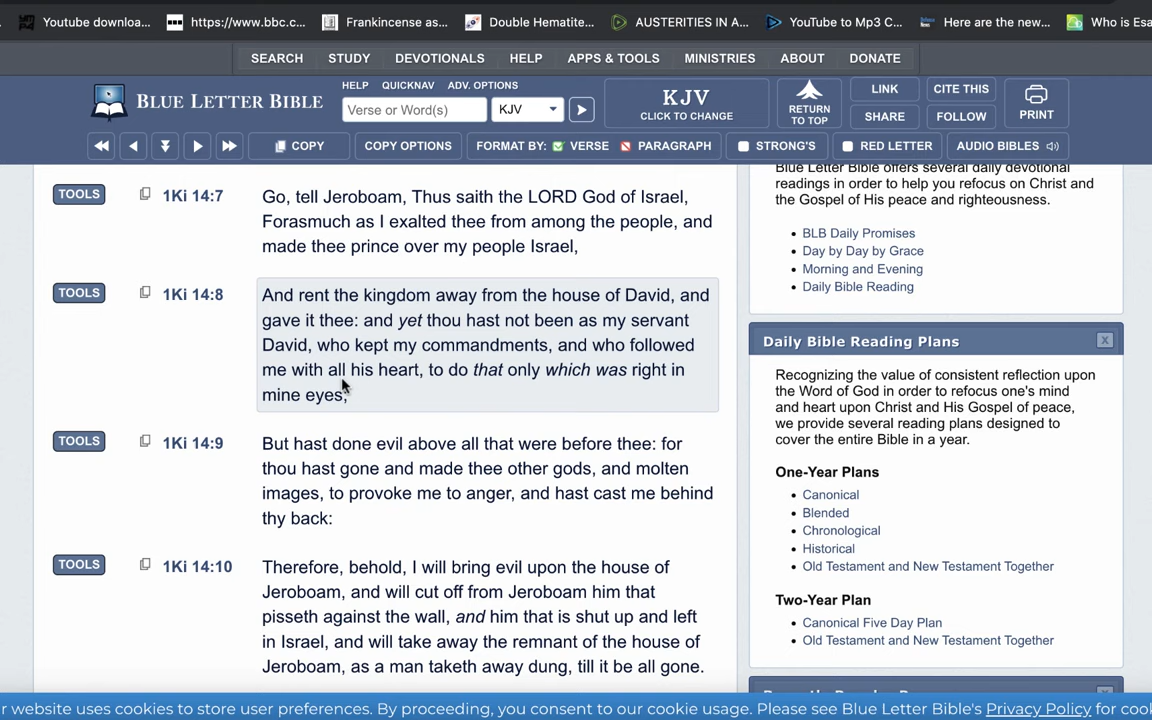 Youtube downloa...
https://www.bbc.c...
Frankincense as...
Double Hematite...
AUSTERITIES IN A...
YouTube to Mp3 C...
Here are the new...
Who is Esa
SEARCH
STUDY
DEVOTIONALS
HELP
APPS & TOOLS
MINISTRIES
ABOUT
DONATE
BLUE LETTER BIBLE
HELP
QUICKNAV
ADV. OPTIONS
Verse or Word(s)
KJV
KJV
CLICK TO CHANGE
RETURN
TO TOP
LINK
CITE THIS
SHARE
FOLLOW
PRINT
COPY
COPY OPTIONS
FORMAT BY:
VERSE
PARAGRAPH
STRONG'S
RED LETTER
AUDIO BIBLES
TOOLS
1Ki 14:7
Go, tell Jeroboam, Thus saith the LORD God of Israel,
Forasmuch as I exalted thee from among the people, and
made thee prince over my people Israel,
TOOLS
1Ki 14:8
And rent the kingdom away from the house of David, and
gave it thee: and yet thou hast not been as my servant
David, who kept my commandments, and who followed
me with all his heart, to do that only which was right in
mine eyes;
TOOLS
1Ki 14:9
But hast done evil above all that were before thee: for
thou hast gone and made thee other gods, and molten
images, to provoke me to anger, and hast cast me behind
thy back:
TOOLS
1Ki 14:10
Therefore, behold, I will bring evil upon the house of
Jeroboam, and will cut off from Jeroboam him that
pisseth against the wall, and him that is shut up and left
in Israel, and will take away the remnant of the house of
Jeroboam, as a man taketh away dung, till it be all gone.
Blue Letter Bible offers several daily devotional
readings in order to help you refocus on Christ and
the Gospel of His peace and righteousness.
BLB Daily Promises
Day by Day by Grace
Morning and Evening
Daily Bible Reading
Daily Bible Reading Plans
Recognizing the value of consistent reflection upon
the Word of God in order to refocus one's mind
and heart upon Christ and His Gospel of peace,
we provide several reading plans designed to
cover the entire Bible in a year.
One-Year Plans
Canonical
Blended
Chronological
Historical
Old Testament and New Testament Together
Two-Year Plan
Canonical Five Day Plan
Old Testament and New Testament Together
r website uses cookies to store user preferences. By proceeding, you consent to our cookie usage. Please see Blue Letter Bible's Privacy Policy for cook